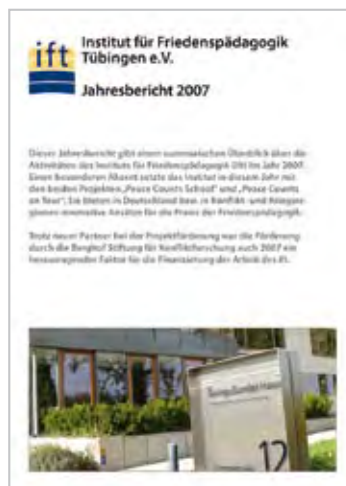 ift
Institut für Friedenspädagogik
Tübingen e.V.
Jahresbericht 2007
Dieser Jahresbericht gibt einen summarischen Überblick über die
Aktivitäten des Instituts für Friedenspädagogik (ift) im Jahr 2007.
Einen besonderen Akzent setzte das Institut in diesem Jahr mit
den beiden Projekten „Peace Counts School“ und „Peace Counts
on Tour“. Sie bieten in Deutschland bzw. in Konflikt- und Kriegsre-
gionen innovative Ansätze für die Praxis der Friedenspädagogik.
Trotz neuer Partner bei der Projektförderung war die Förderung
durch die Berghof Stiftung für Konfliktforschung auch 2007 ein
herausragender Faktor für die Finanzierung der Arbeit des ift.
12